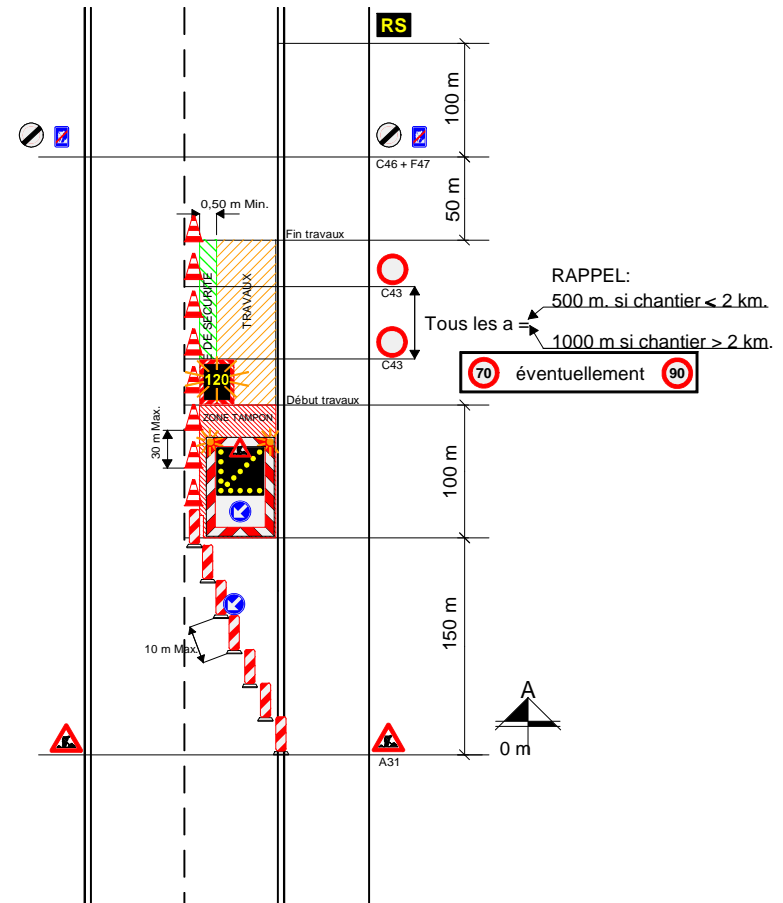 RS
100 m
C46 + F47
50 m
0,50 m Min.
Fin travaux
E DE SÉCURITÉ
TRAVAUX
C43
RAPPEL:
500 m. si chantier < 2 km.
Tous les a =
1000 m si chantier > 2 km.
C43
70 éventuellement 90
120
Début travaux
ZONE TAMPON
30 m Max.
100 m
150 m
10 m Max.
A
0 m
A31